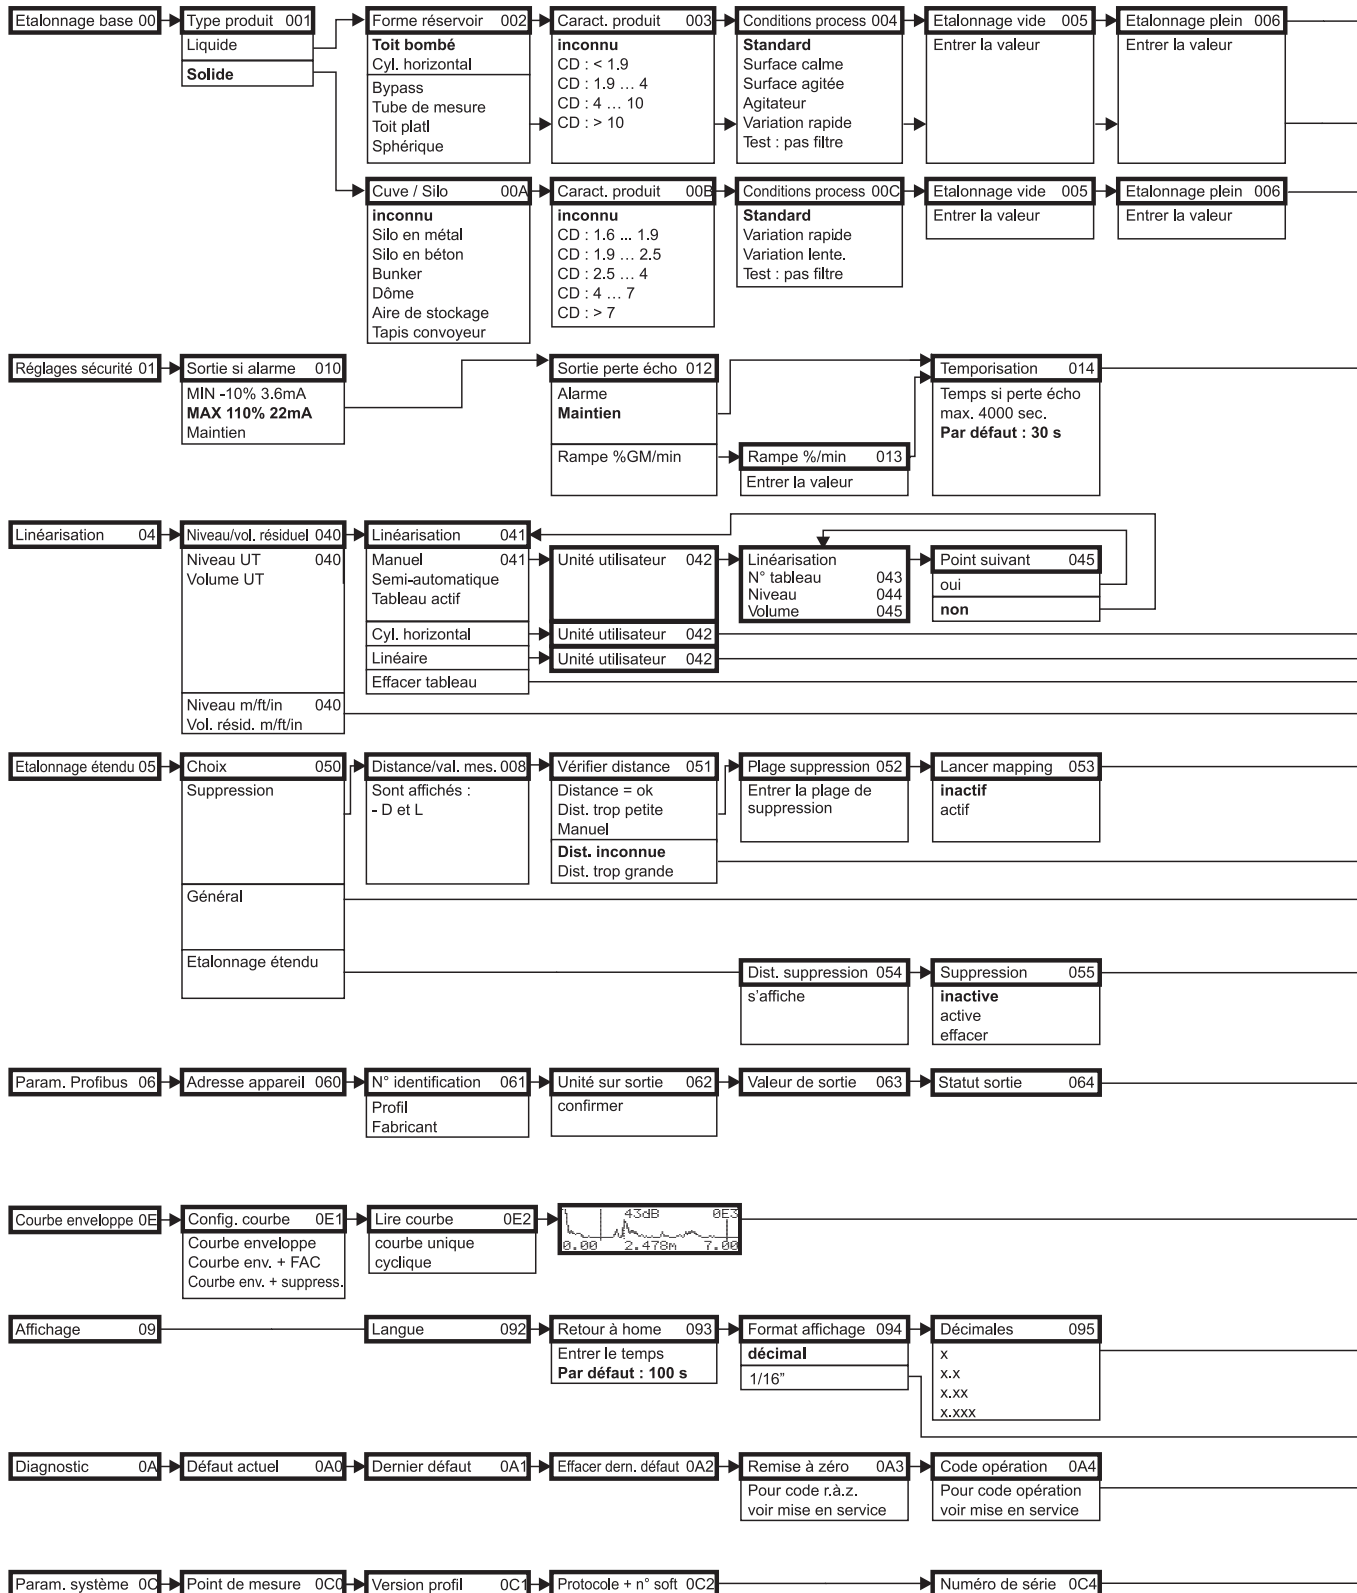 Etalonnage base 00
Type produit 001
Liquide
Solide
Forme réservoir 002
Toit bombé
Cyl. horizontal
Bypass
Tube de mesure
Toit platl
Sphérique
Caract. produit 003
inconnu
CD : < 1.9
CD : 1.9 … 4
CD : 4 … 10
CD : > 10
Conditions process 004
Standard
Surface calme
Surface agitée
Agitateur
Variation rapide
Test : pas filtre
Etalonnage vide 005
Entrer la valeur
Etalonnage plein 006
Entrer la valeur
Cuve / Silo 00A
inconnu
Silo en métal
Silo en béton
Bunker
Dôme
Aire de stockage
Tapis convoyeur
Caract. produit 00B
inconnu
CD : 1.6 ... 1.9
CD : 1.9 … 2.5
CD : 2.5 … 4
CD : 4 … 7
CD : > 7
Conditions process 00C
Standard
Variation rapide
Variation lente.
Test : pas filtre
Etalonnage vide 005
Entrer la valeur
Etalonnage plein 006
Entrer la valeur
Réglages sécurité 01
Sortie si alarme 010
MIN -10% 3.6mA
MAX 110% 22mA
Maintien
Sortie perte écho 012
Alarme
Maintien
Rampe %GM/min
Rampe %/min 013
Entrer la valeur
Temporisation 014
Temps si perte écho
max. 4000 sec.
Par défaut : 30 s
Linéarisation 04
Niveau/vol. résiduel 040
Niveau UT 040
Volume UT
Niveau m/ft/in 040
Vol. résid. m/ft/in
Linéarisation 041
Manuel 041
Semi-automatique
Tableau actif
Cyl. horizontal
Linéaire
Effacer tableau
Unité utilisateur 042
Unité utilisateur 042
Unité utilisateur 042
Linéarisation
N° tableau 043
Niveau 044
Volume 045
Point suivant 045
oui
non
Etalonnage étendu 05
Choix 050
Suppression
Général
Etalonnage étendu
Distance/val. mes. 008
Sont affichés :
- D et L
Vérifier distance 051
Distance = ok
Dist. trop petite
Manuel
Dist. inconnue
Dist. trop grande
Plage suppression 052
Entrer la plage de
suppression
Lancer mapping 053
inactif
actif
Dist. suppression 054
s'affiche
Suppression 055
inactive
active
effacer
Param. Profibus 06
Adresse appareil 060
N° identification 061
Profil
Fabricant
Unité sur sortie 062
confirmer
Valeur de sortie 063
Statut sortie 064
Courbe enveloppe 0E
Config. courbe 0E1
Courbe enveloppe
Courbe env. + FAC
Courbe env. + suppress.
Lire courbe 0E2
courbe unique
cyclique
43dB 0E3
0.00 2.478m 7.00
Affichage 09
Langue 092
Retour à home 093
Entrer le temps
Par défaut : 100 s
Format affichage 094
décimal
1/16"
Décimales 095
x
x.x
x.xx
x.xxx
Diagnostic 0A
Défaut actuel 0A0
Dernier défaut 0A1
Effacer dern. défaut 0A2
Remise à zéro 0A3
Pour code r.à.z.
voir mise en service
Code opération 0A4
Pour code opération
voir mise en service
Param. système 0C
Point de mesure 0C0
Version profil 0C1
Protocole + n° soft 0C2
Numéro de série 0C4